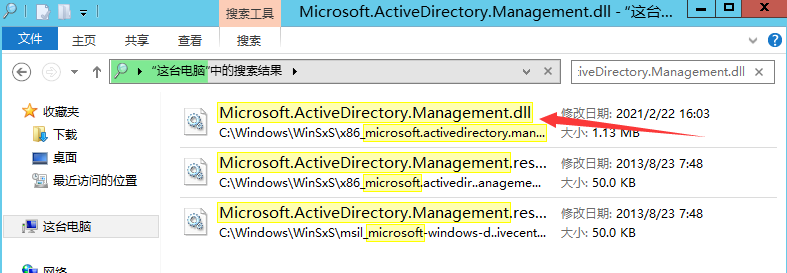 搜索工具
Microsoft.ActiveDirectory.Management.dll - “这台...
文件
主页
共享
查看
搜索
“这台电脑”中的搜索结果
iveDirectory.Management.dll
收藏夹
下载
桌面
最近访问的位置
这台电脑
网络
Microsoft.ActiveDirectory.Management.dll
修改日期: 2021/2/22 16:03
C:\Windows\WinSxS\x86_microsoft.activedirectory.man...
大小: 1.13 MB
Microsoft.ActiveDirectory.Management.res...
修改日期: 2013/8/23 7:48
C:\Windows\WinSxS\x86_microsoft.activedir..anageme...
大小: 50.0 KB
Microsoft.ActiveDirectory.Management.res...
修改日期: 2013/8/23 7:48
C:\Windows\WinSxS\msil_microsoft-windows-d..ivecent...
大小: 50.0 KB